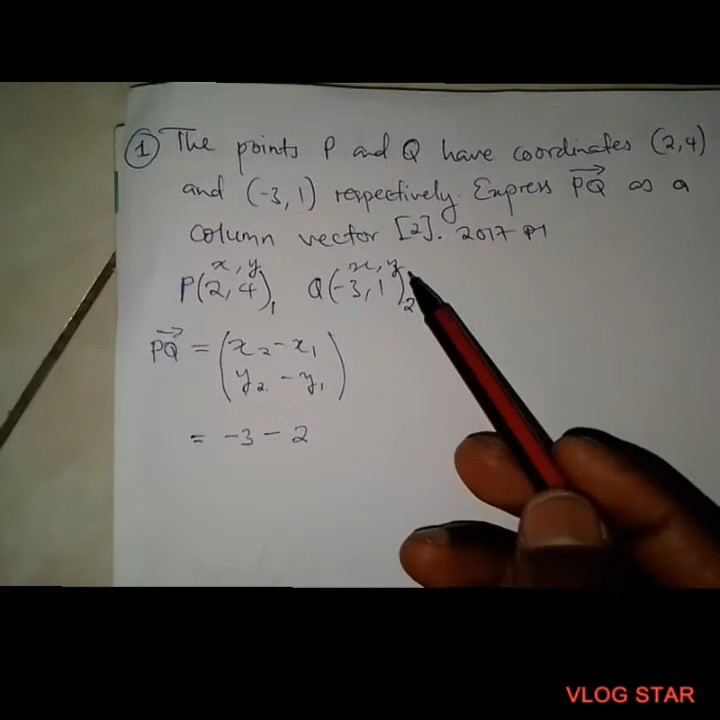 ① The points P and Q have coordinates (2,4)
and (-3,1) respectively. Express PQ→ as a
column vector [2]. 2017 P1
x, y x, y
P(2,4)₁ Q(-3,1)₂
PQ→ = (x₂ - x₁
y₂ - y₁)
= -3 - 2
VLOG STAR